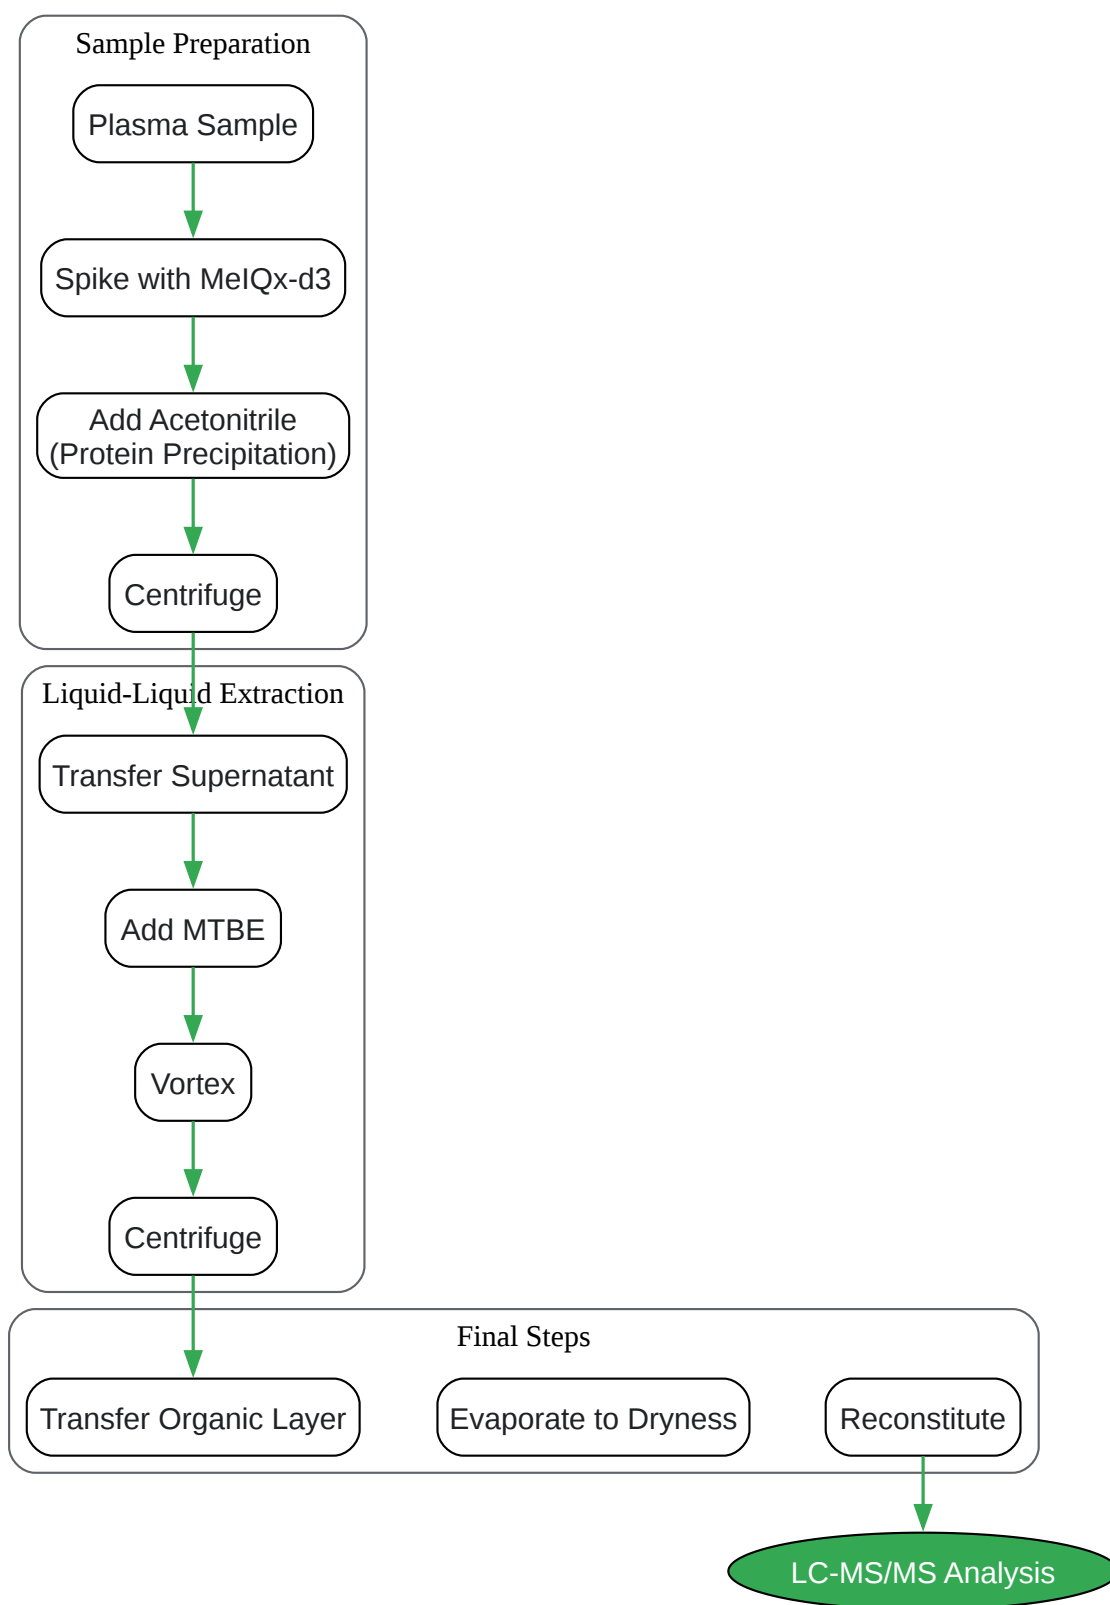 Sample Preparation
Plasma Sample
Spike with MeIQx-d3
Add Acetonitrile
(Protein Precipitation)
Centrifuge
Liquid-Liquid Extraction
Transfer Supernatant
Add MTBE
Vortex
Centrifuge
Final Steps
Transfer Organic Layer
Evaporate to Dryness
Reconstitute
LC-MS/MS Analysis